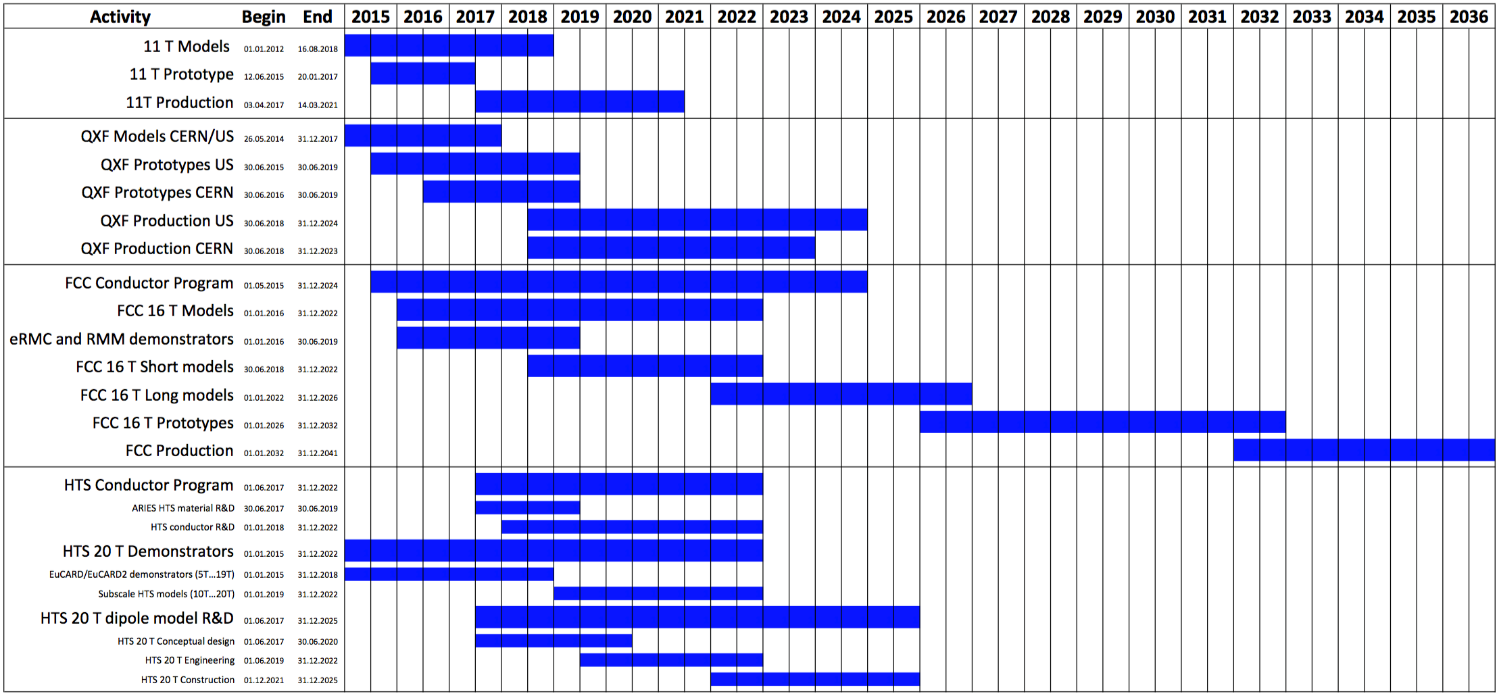 Activity Begin End 2015 2016 2017 2018 2019 2020 2021 2022 2023 2024 2025 2026 2027 2028 2029 2030 2031 2032 2033 2034 2035 2036
11 T Models 01.01.2012 16.08.2018
11 T Prototype 12.06.2015 20.01.2017
11T Production 03.04.2017 14.03.2021
QXF Models CERN/US 26.05.2014 31.12.2017
QXF Prototypes US 30.06.2015 30.06.2019
QXF Prototypes CERN 30.06.2016 30.06.2019
QXF Production US 30.06.2018 31.12.2024
QXF Production CERN 30.06.2018 31.12.2023
FCC Conductor Program 01.05.2015 31.12.2024
FCC 16 T Models 01.01.2016 31.12.2022
eRMC and RMM demonstrators 01.01.2016 30.06.2019
FCC 16 T Short models 30.06.2018 31.12.2022
FCC 16 T Long models 01.01.2022 31.12.2026
FCC 16 T Prototypes 01.01.2026 31.12.2032
FCC Production 01.01.2032 31.12.2041
HTS Conductor Program 01.06.2017 31.12.2022
ARIES HTS material R&D 30.06.2017 30.06.2019
HTS conductor R&D 01.01.2018 31.12.2022
HTS 20 T Demonstrators 01.01.2015 31.12.2022
EuCARD/EuCARD2 demonstrators (5T...19T) 01.01.2015 31.12.2018
Subscale HTS models (10T...20T) 01.01.2019 31.12.2022
HTS 20 T dipole model R&D 01.06.2017 31.12.2025
HTS 20 T Conceptual design 01.06.2017 30.06.2020
HTS 20 T Engineering 01.06.2019 31.12.2022
HTS 20 T Construction 01.12.2021 31.12.2025